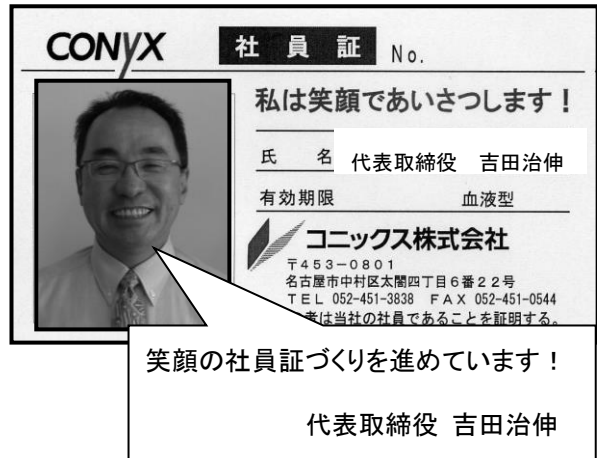 CONYX 社員証 No.
私は笑顔であいさつします！
氏 名 代表取締役 吉田治伸
有効期限 血液型
コニックス株式会社
〒453-0801
名古屋市中村区太閤四丁目6番22号
TEL 052-451-3838 FAX 052-451-0544
者は当社の社員であることを証明する。
笑顔の社員証づくりを進めています！
代表取締役 吉田治伸